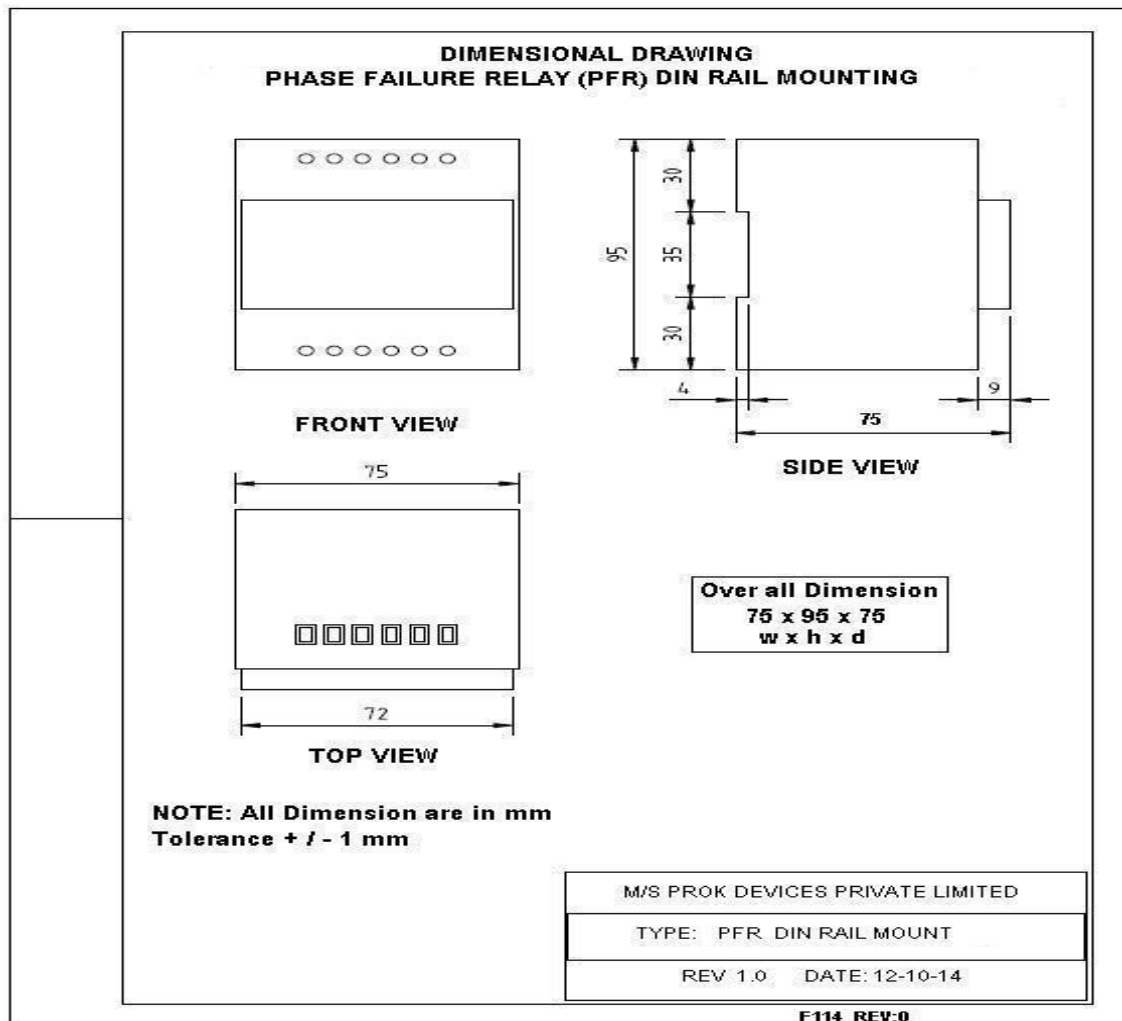 DIMENSIONAL DRAWING
PHASE FAILURE RELAY (PFR) DIN RAIL MOUNTING
95
30
35
30
4
9
75
FRONT VIEW
SIDE VIEW
75
72
TOP VIEW
Over all Dimension
75 x 95 x 75
w x h x d
NOTE: All Dimension are in mm
Tolerance + / - 1 mm
M/S PROK DEVICES PRIVATE LIMITED
TYPE: PFR DIN RAIL MOUNT
REV 1.0 DATE: 12-10-14
F114 REV:0